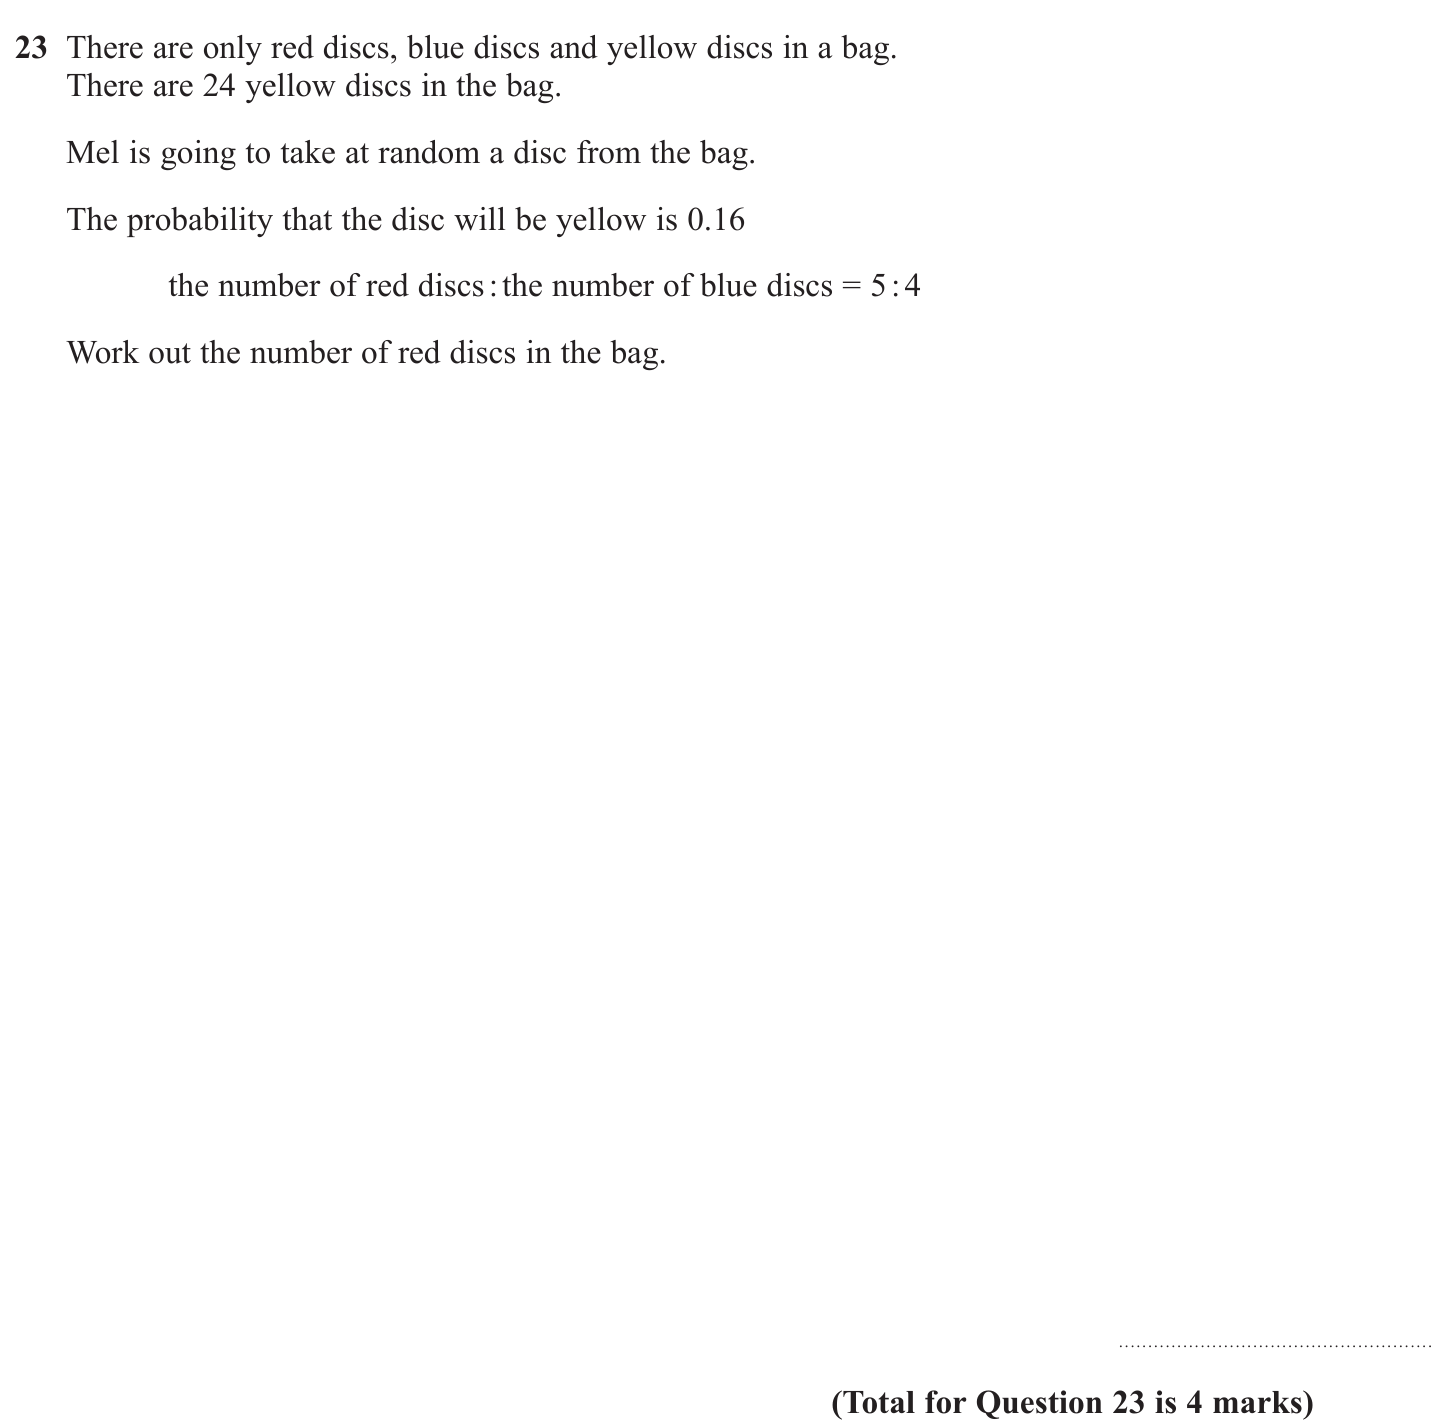 23 There are only red discs, blue discs and yellow discs in a bag.
There are 24 yellow discs in the bag.
Mel is going to take at random a disc from the bag.
The probability that the disc will be yellow is 0.16
the number of red discs : the number of blue discs = 5 : 4
Work out the number of red discs in the bag.
(Total for Question 23 is 4 marks)